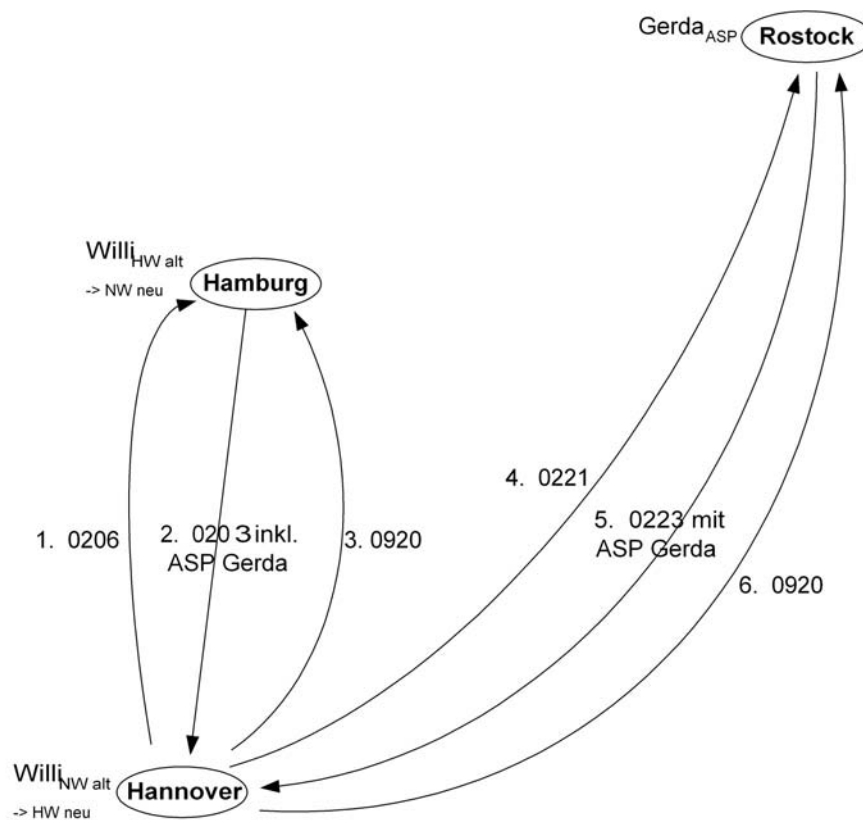 Gerda ASP Rostock
Willi HW alt
-> NW neu
Hamburg
4. 0221
1. 0206
2. 0203 inkl.
ASP Gerda
3. 0920
5. 0223 mit
ASP Gerda
6. 0920
Willi NW alt
-> HW neu
Hannover